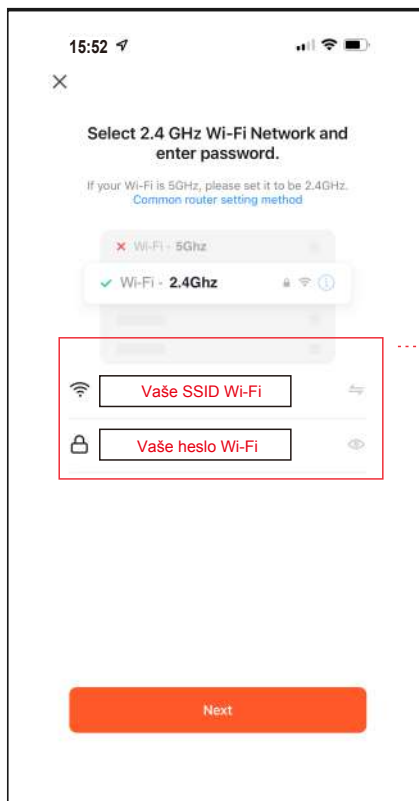 15:52
Select 2.4 GHz Wi-Fi Network and
enter password.
If your Wi-Fi is 5GHz, please set it to be 2.4GHz.
Common router setting method
Wi-Fi - 5Ghz
Wi-Fi - 2.4Ghz
Vaše SSID Wi-Fi
Vaše heslo Wi-Fi
Next